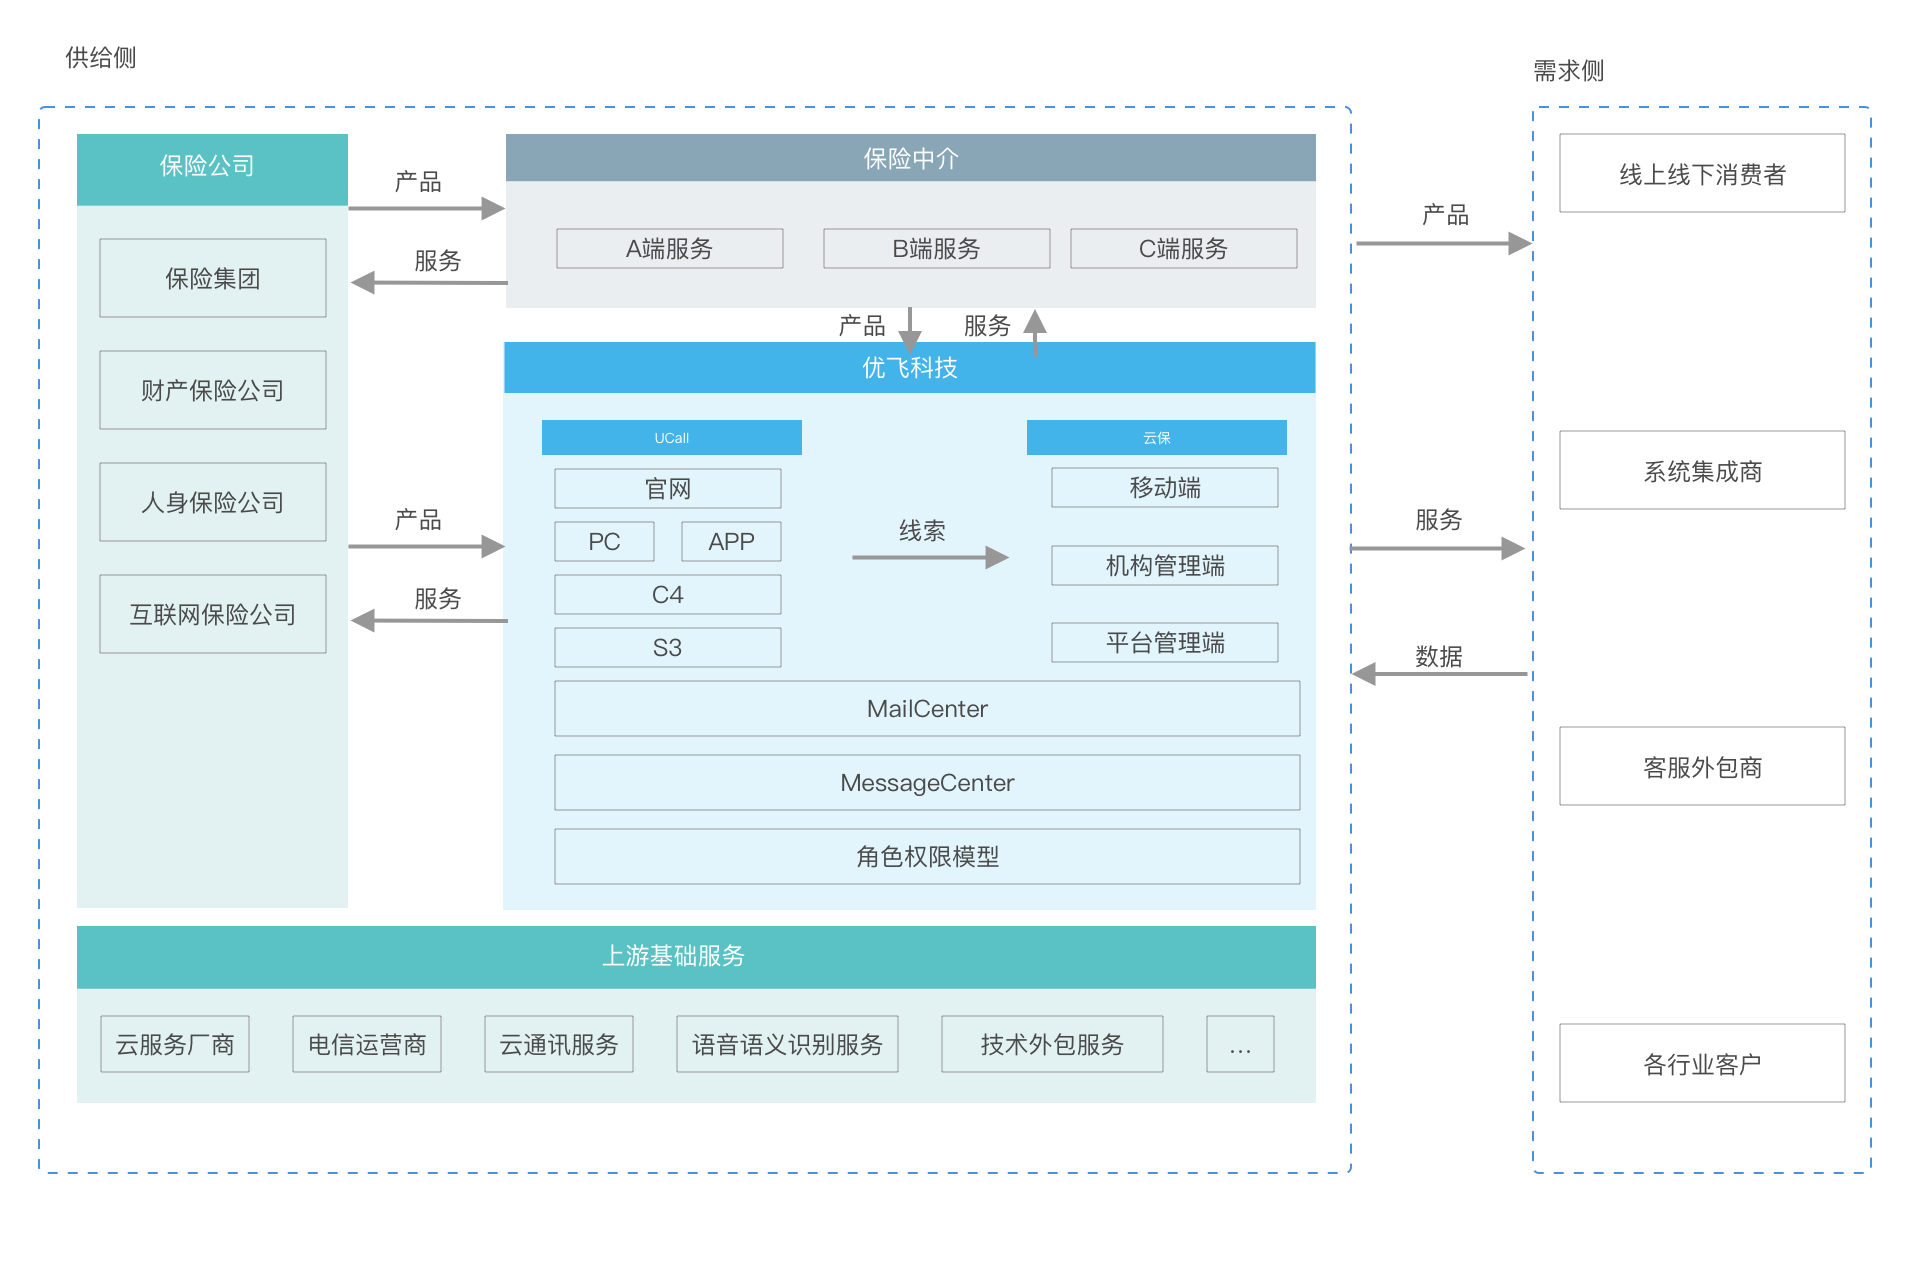 供给侧
需求侧
保险公司
保险集团
财产保险公司
人身保险公司
互联网保险公司
产品
服务
产品
服务
保险中介
A端服务
B端服务
C端服务
产品
服务
优飞科技
UCall
官网
PC
APP
C4
S3
线索
云保
移动端
机构管理端
平台管理端
MailCenter
MessageCenter
角色权限模型
上游基础服务
云服务厂商
电信运营商
云通讯服务
语音语义识别服务
技术外包服务
...
产品
服务
数据
线上线下消费者
系统集成商
客服外包商
各行业客户